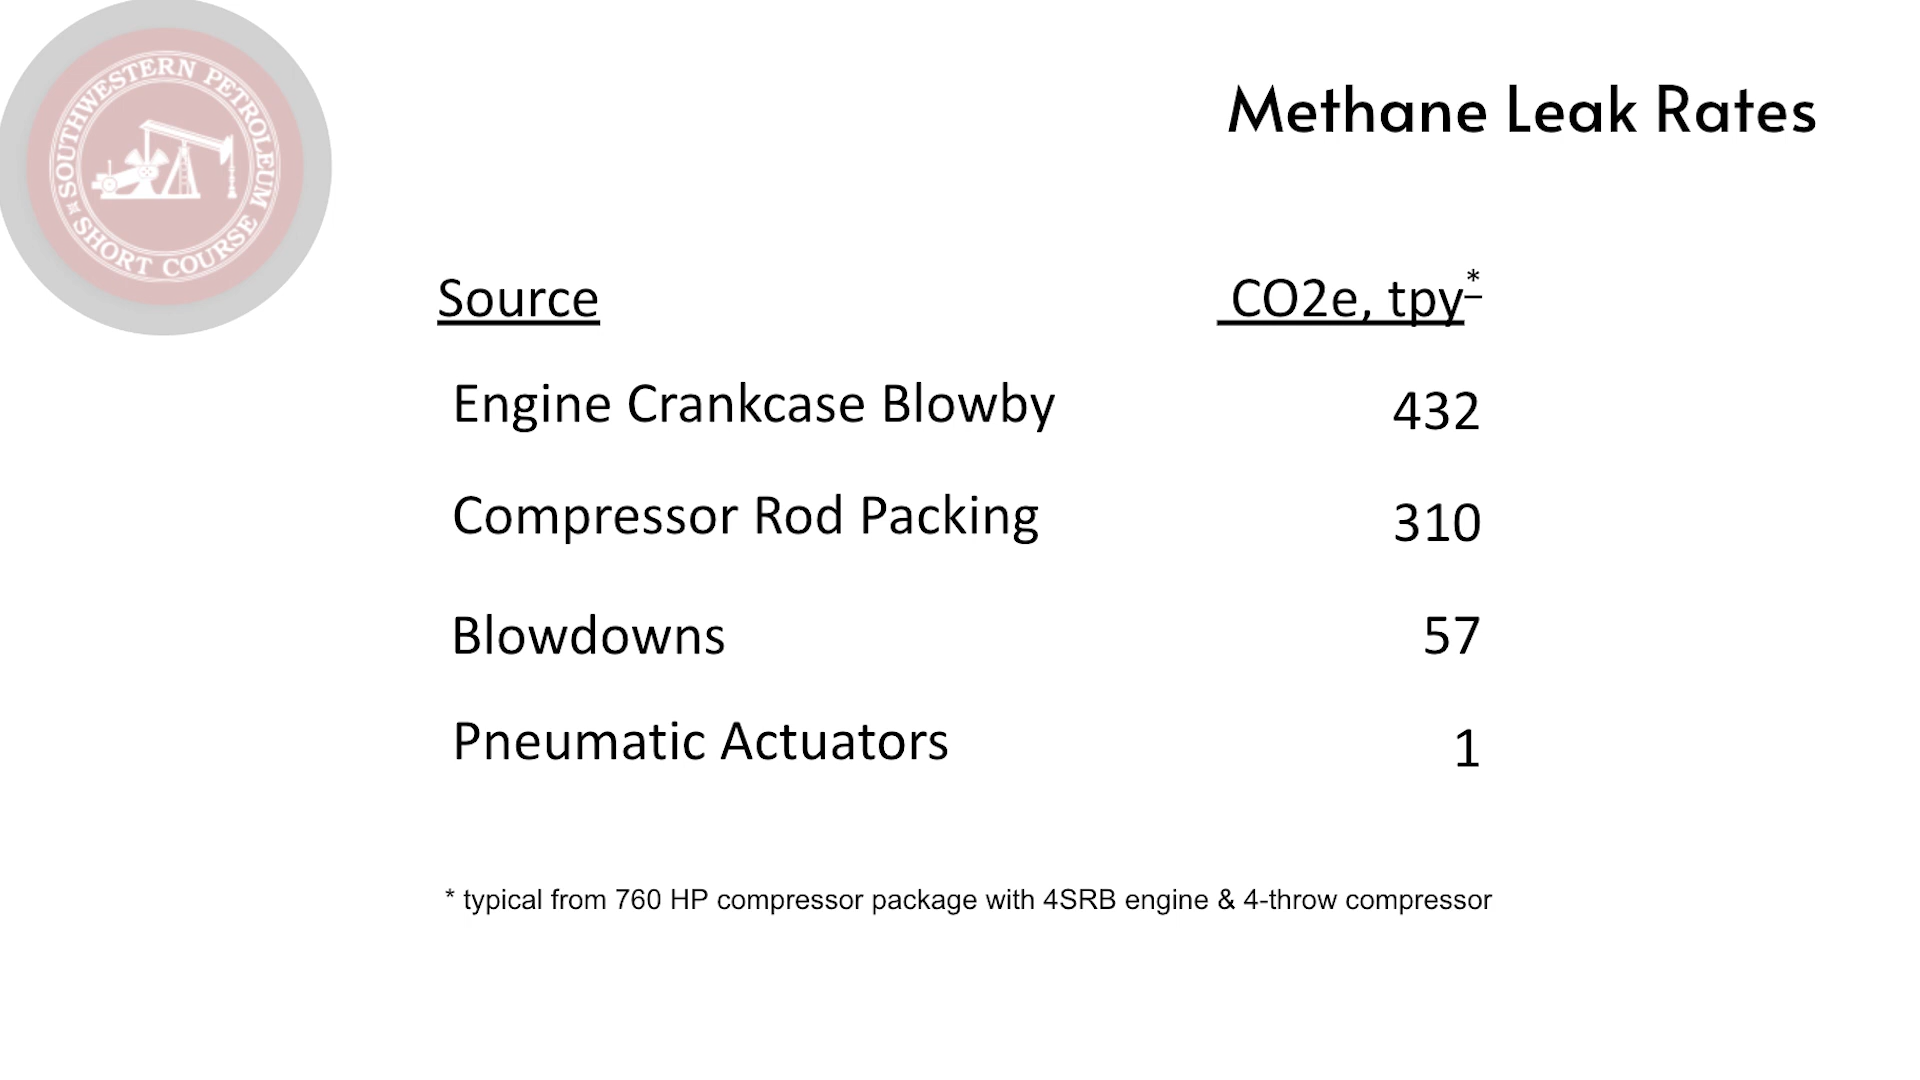 SOUTHWESTERN PETROLEUM
SHORT COURSE
Methane Leak Rates
Source CO2e, tpy*
Engine Crankcase Blowby 432
Compressor Rod Packing 310
Blowdowns 57
Pneumatic Actuators 1
* typical from 760 HP compressor package with 4SRB engine & 4-throw compressor